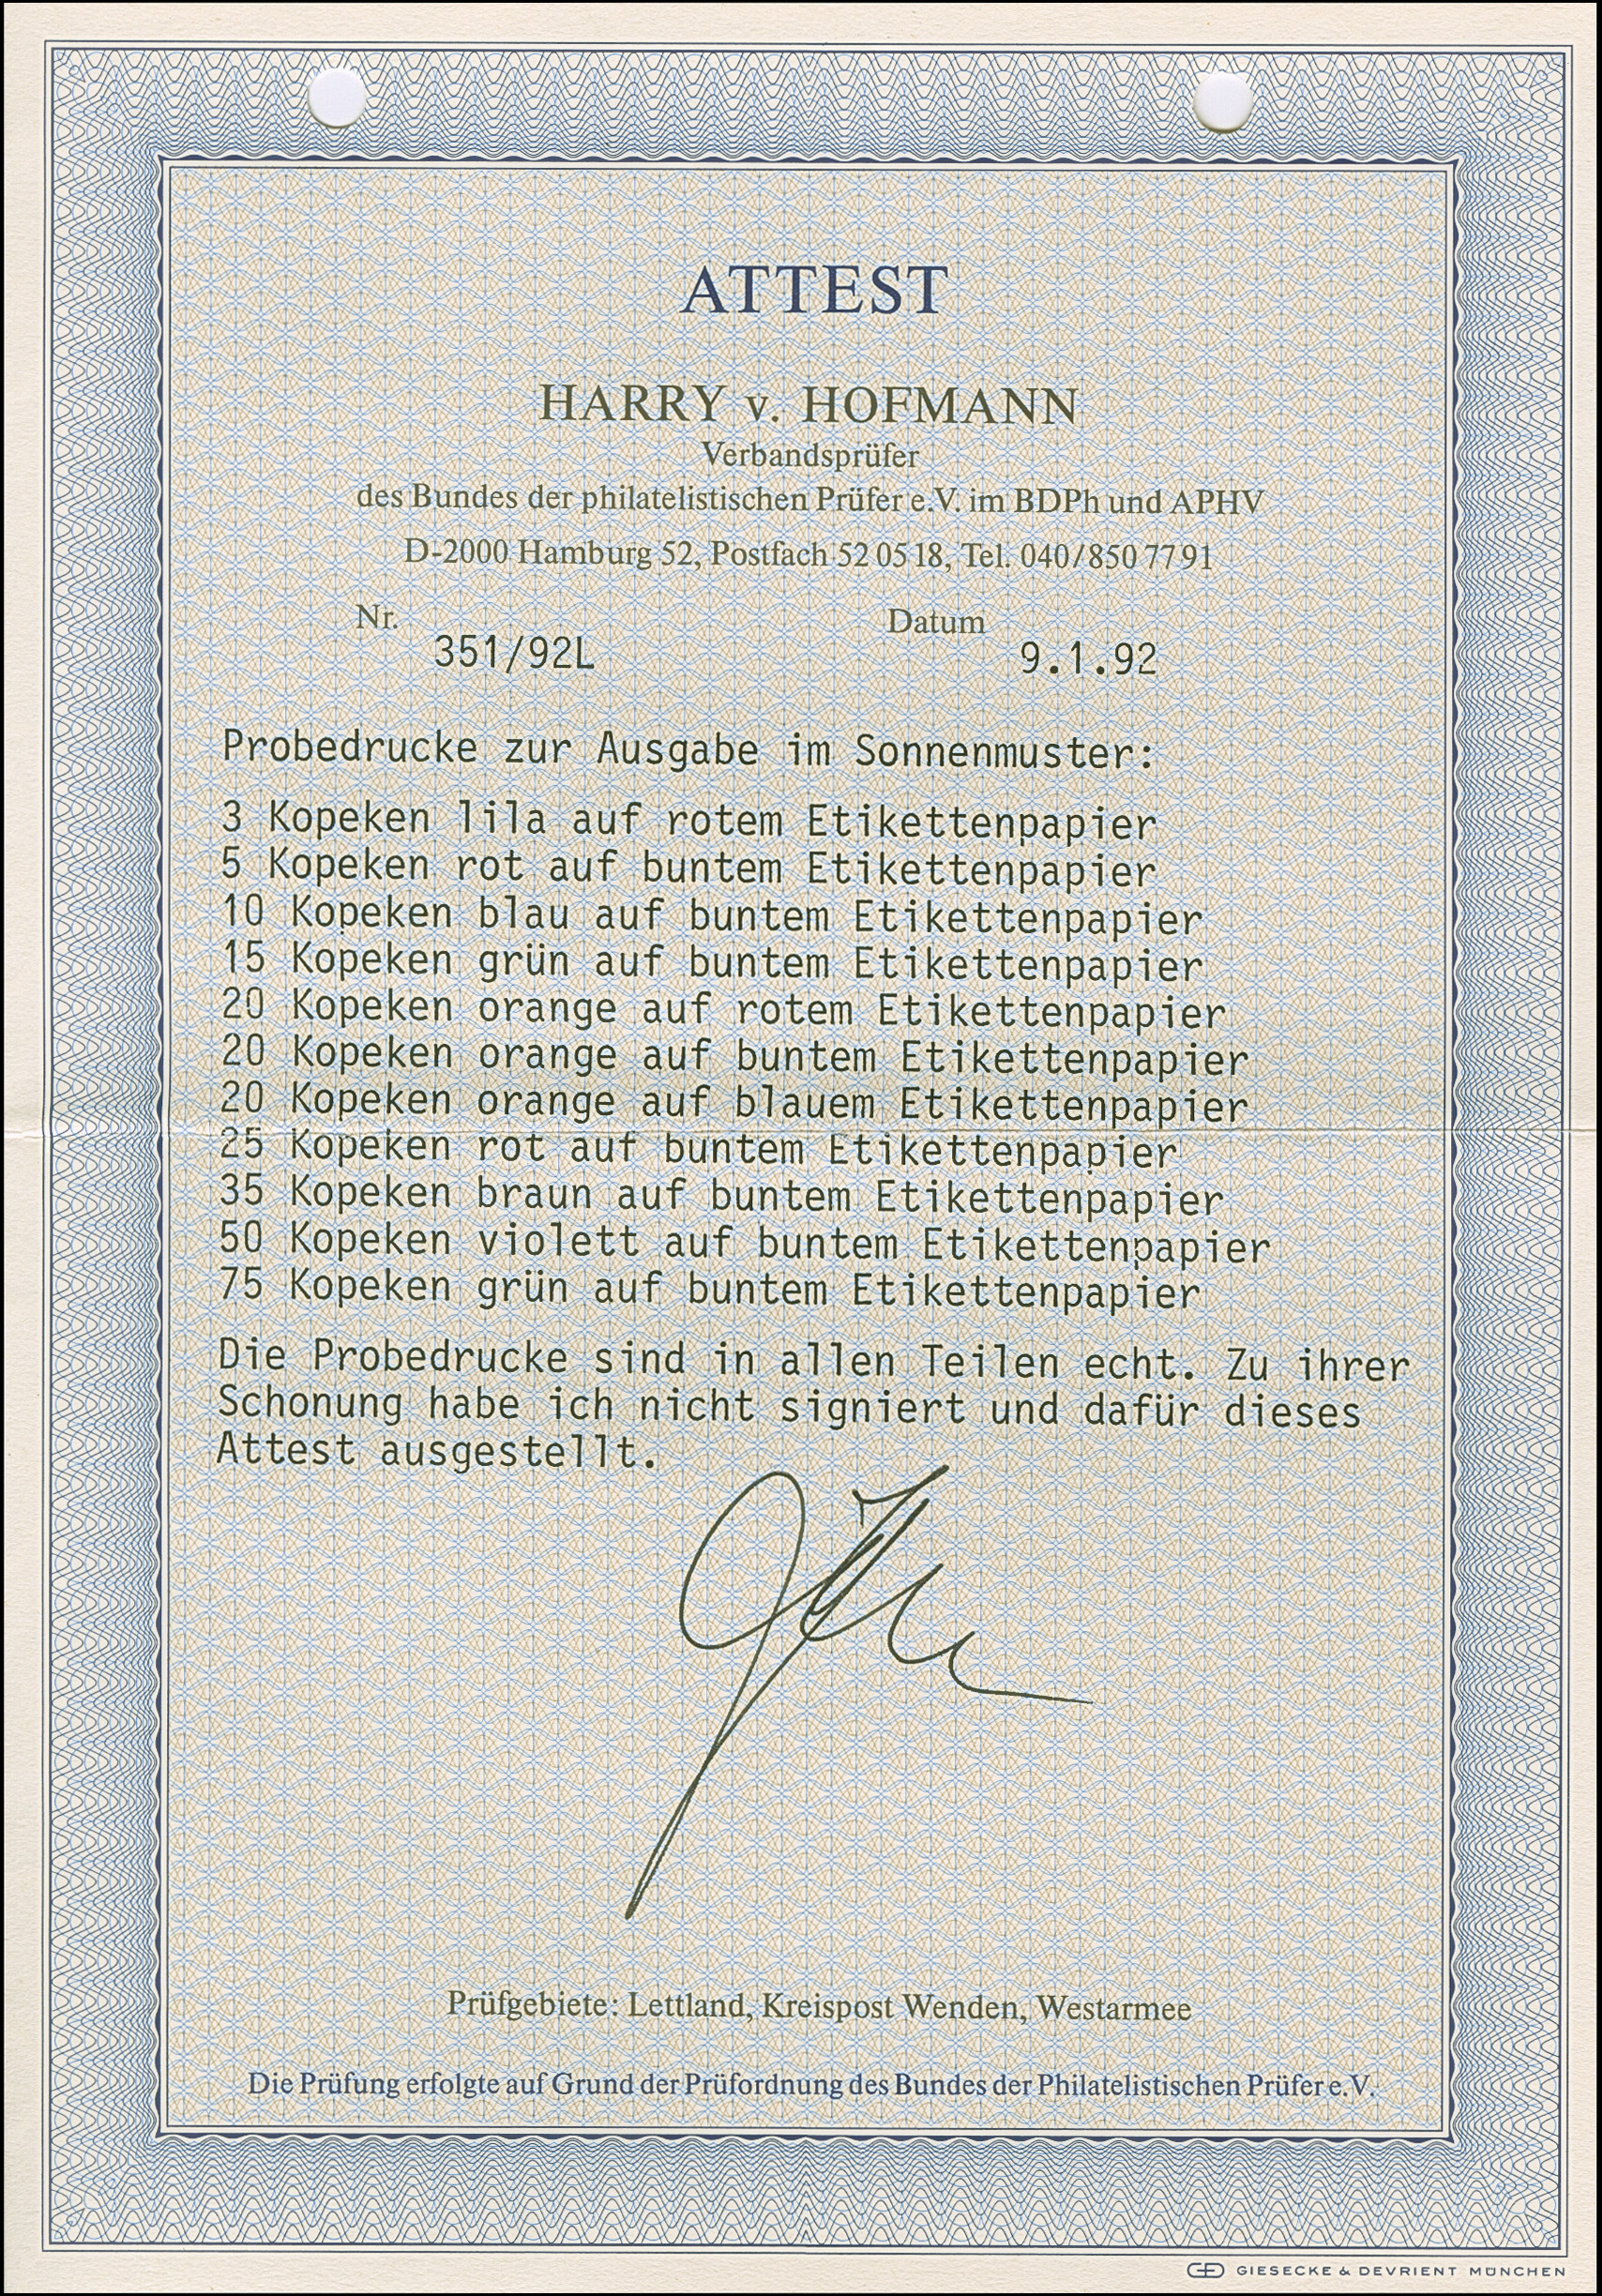 ATTEST
HARRY v. HOFMANN
Verbandsprüfer
des Bundes der philatelistischen Prüfer e.V. im BDPh und APHV
D-2000 Hamburg 52, Postfach 52 05 18, Tel. 040/850 77 91
Nr. Datum
351/92L 9.1.92
Probedrucke zur Ausgabe im Sonnenmuster:
3 Kopeken lila auf rotem Etikettenpapier
5 Kopeken rot auf buntem Etikettenpapier
10 Kopeken blau auf buntem Etikettenpapier
15 Kopeken grün auf buntem Etikettenpapier
20 Kopeken orange auf rotem Etikettenpapier
20 Kopeken orange auf buntem Etikettenpapier
20 Kopeken orange auf blauem Etikettenpapier
25 Kopeken rot auf buntem Etikettenpapier
35 Kopeken braun auf buntem Etikettenpapier
50 Kopeken violett auf buntem Etikettenpapier
75 Kopeken grün auf buntem Etikettenpapier
Die Probedrucke sind in allen Teilen echt. Zu ihrer
Schonung habe ich nicht signiert und dafür dieses
Attest ausgestellt.
Prüfgebiete: Lettland, Kreispost Wenden, Westarmee
Die Prüfung erfolgte auf Grund der Prüfordnung des Bundes der Philatelistischen Prüfer e.V.
GIESECKE & DEVRIENT MÜNCHEN